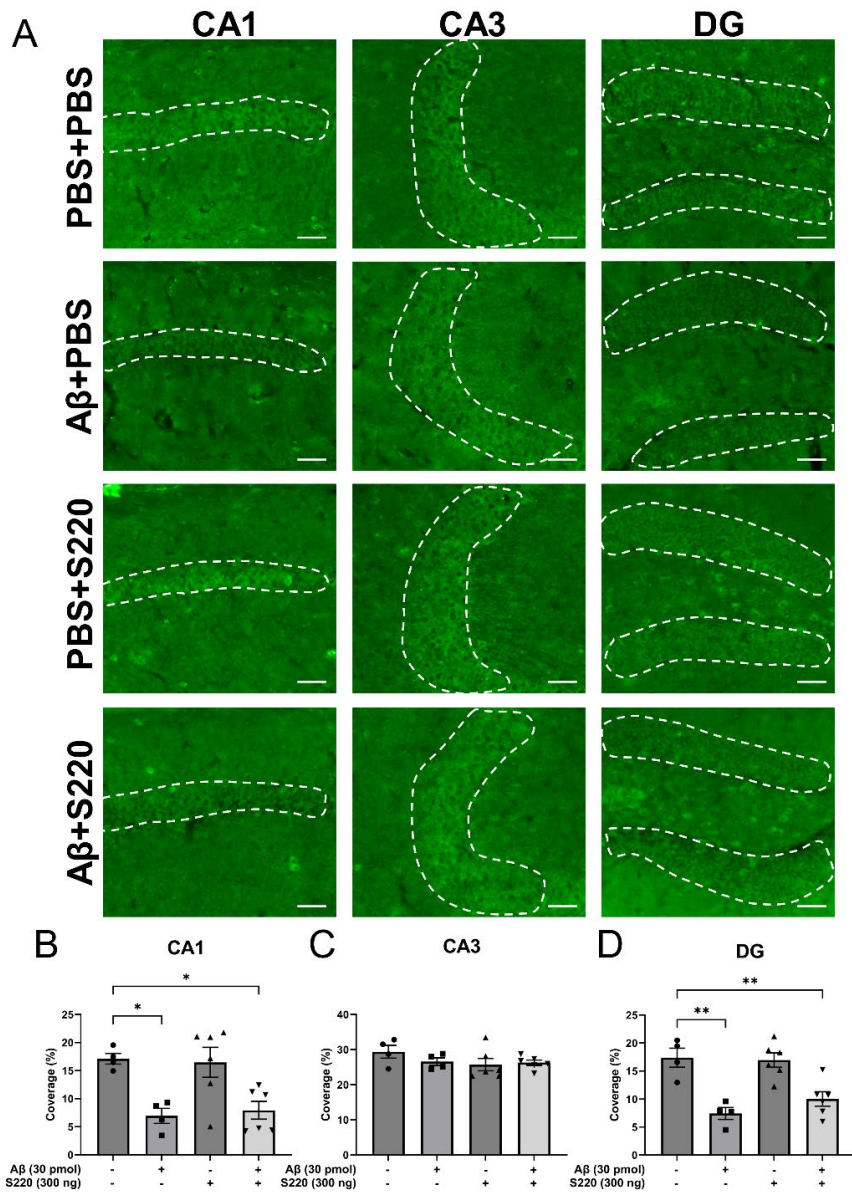 A
CA1 CA3 DG
PBS+PBS
Aβ+PBS
PBS+S220
Aβ+S220
B C D
CA1 CA3 DG
* * ** **
Coverage (%) Coverage (%) Coverage (%)
25 20 15 10 5 0
40 30 20 10 0
25 20 15 10 5 0
Aβ (30 pmol) - + - + Aβ (30 pmol) - + - + Aβ (30 pmol) - + - +
S220 (300 ng) - - + + S220 (300 ng) - - + + S220 (300 ng) - - + +